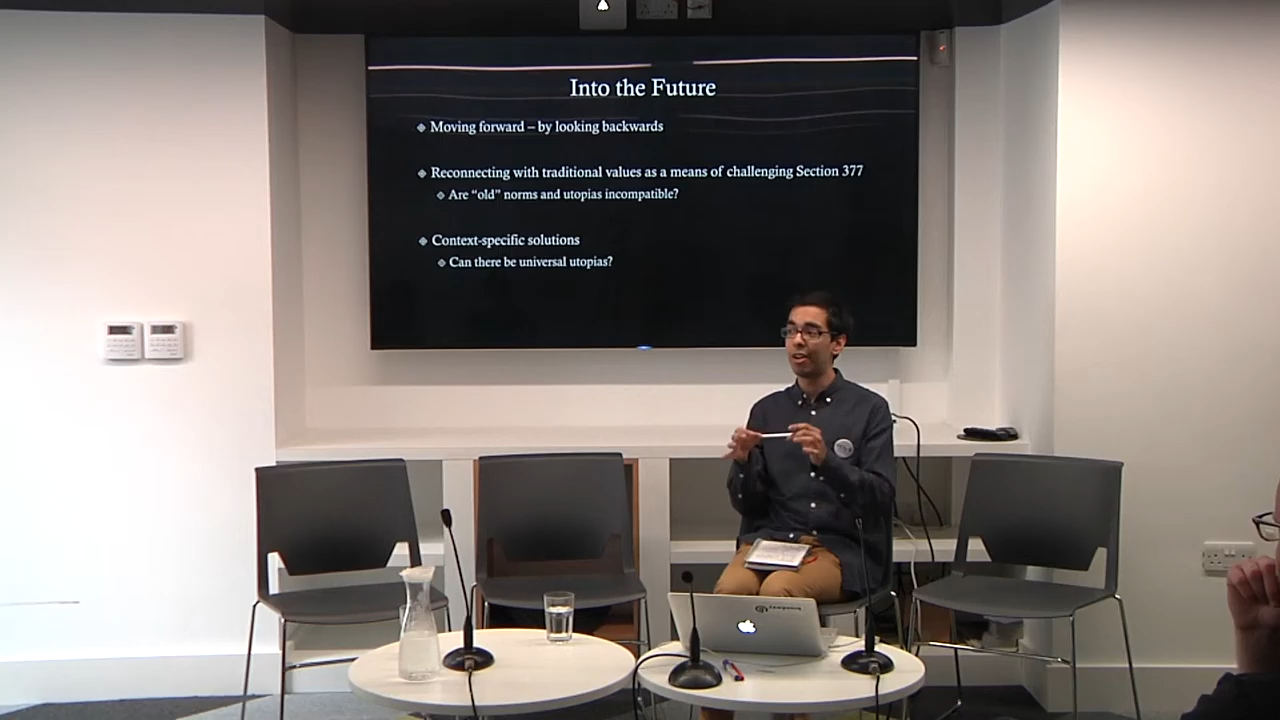 Into the Future
Moving forward – by looking backwards
Reconnecting with traditional values as a means of challenging Section 377
Are “old” norms and utopias incompatible?
Context-specific solutions
Can there be universal utopias?